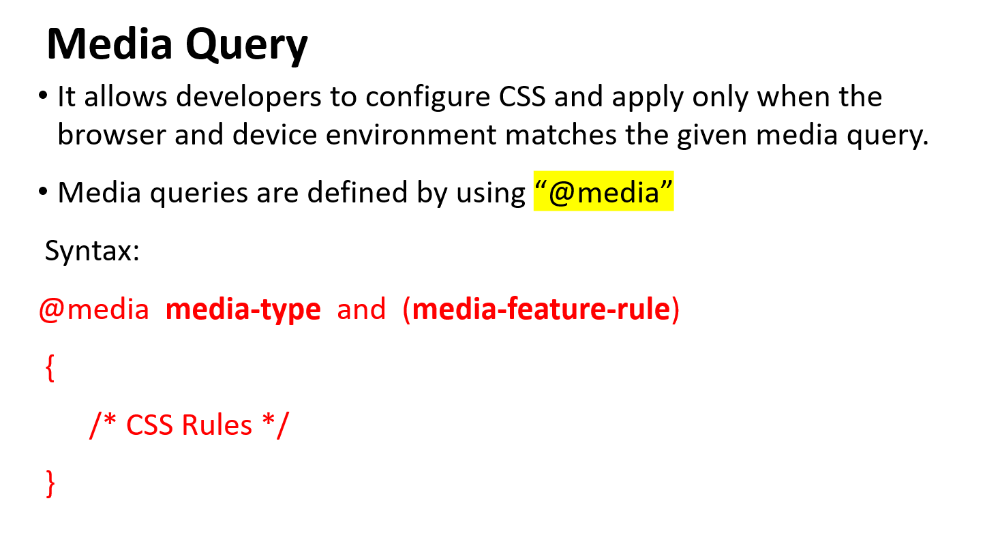 Media Query
• It allows developers to configure CSS and apply only when the
browser and device environment matches the given media query.
• Media queries are defined by using “@media”
Syntax:
@media media-type and (media-feature-rule)
{
/* CSS Rules */
}